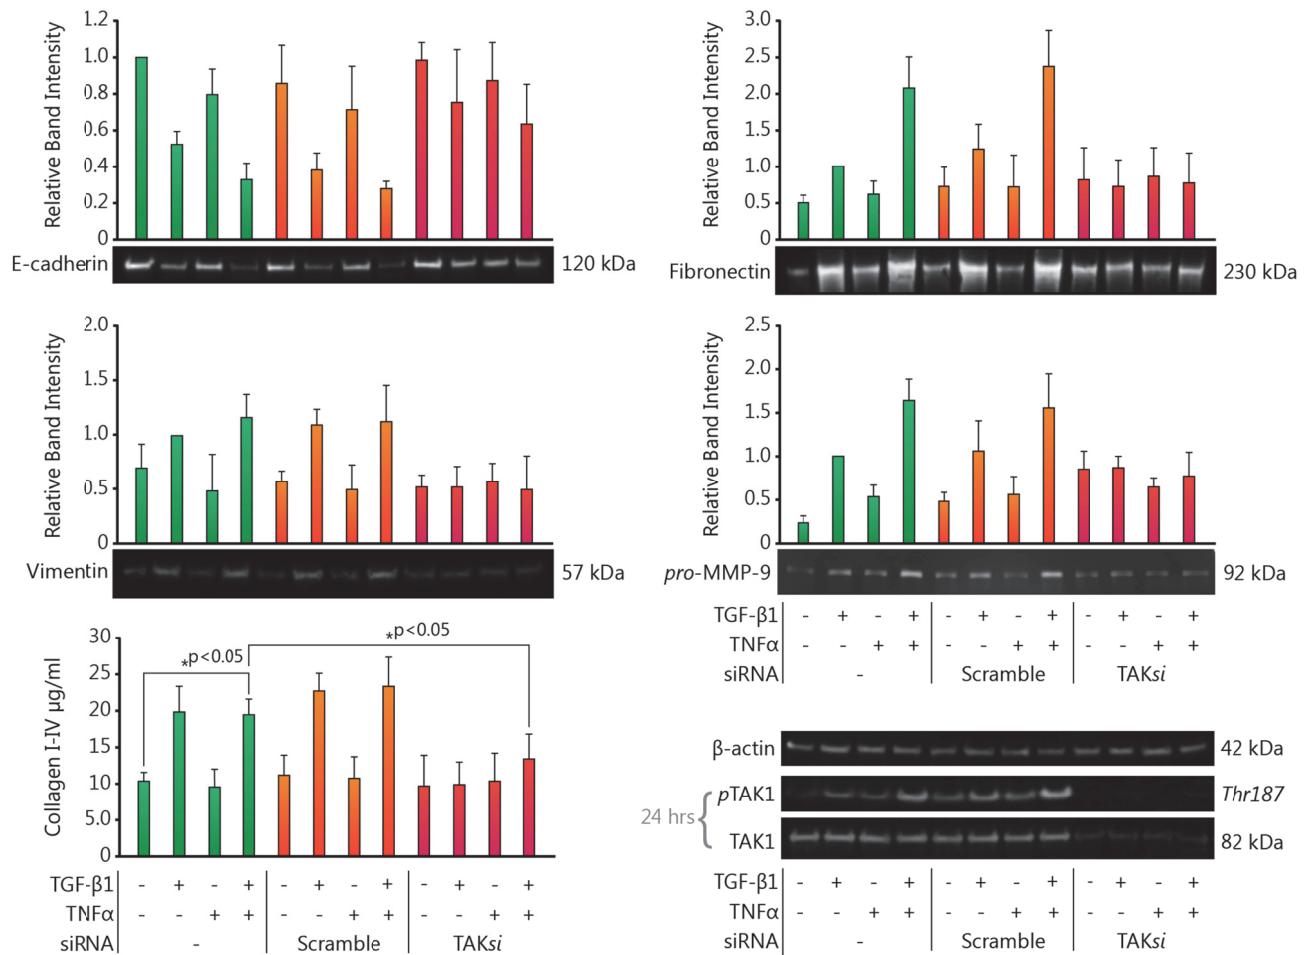 1.2
1.0
0.8
0.6
0.4
0.2
0
Relative Band Intensity
E-cadherin
120 kDa
3.0
2.5
2.0
1.5
1.0
0.5
0
Relative Band Intensity
Fibronectin
230 kDa
2.0
1.5
1.0
0.5
0
Relative Band Intensity
Vimentin
57 kDa
2.5
2.0
1.5
1.0
0.5
0
Relative Band Intensity
pro-MMP-9
92 kDa
TGF-β1 - + - + - + - + - + - +
TNFα - - + + - - + + - - + +
siRNA - Scramble TAKsi
30
25
20
15
10
5.0
0
Collagen I-IV µg/ml
*p<0.05
*p<0.05
TGF-β1 - + - + - + - + - + - +
TNFα - - + + - - + + - - + +
siRNA - Scramble TAKsi
β-actin
42 kDa
24 hrs
pTAK1
Thr187
TAK1
82 kDa
TGF-β1 - + - + - + - + - + - +
TNFα - - + + - - + + - - + +
siRNA - Scramble TAKsi